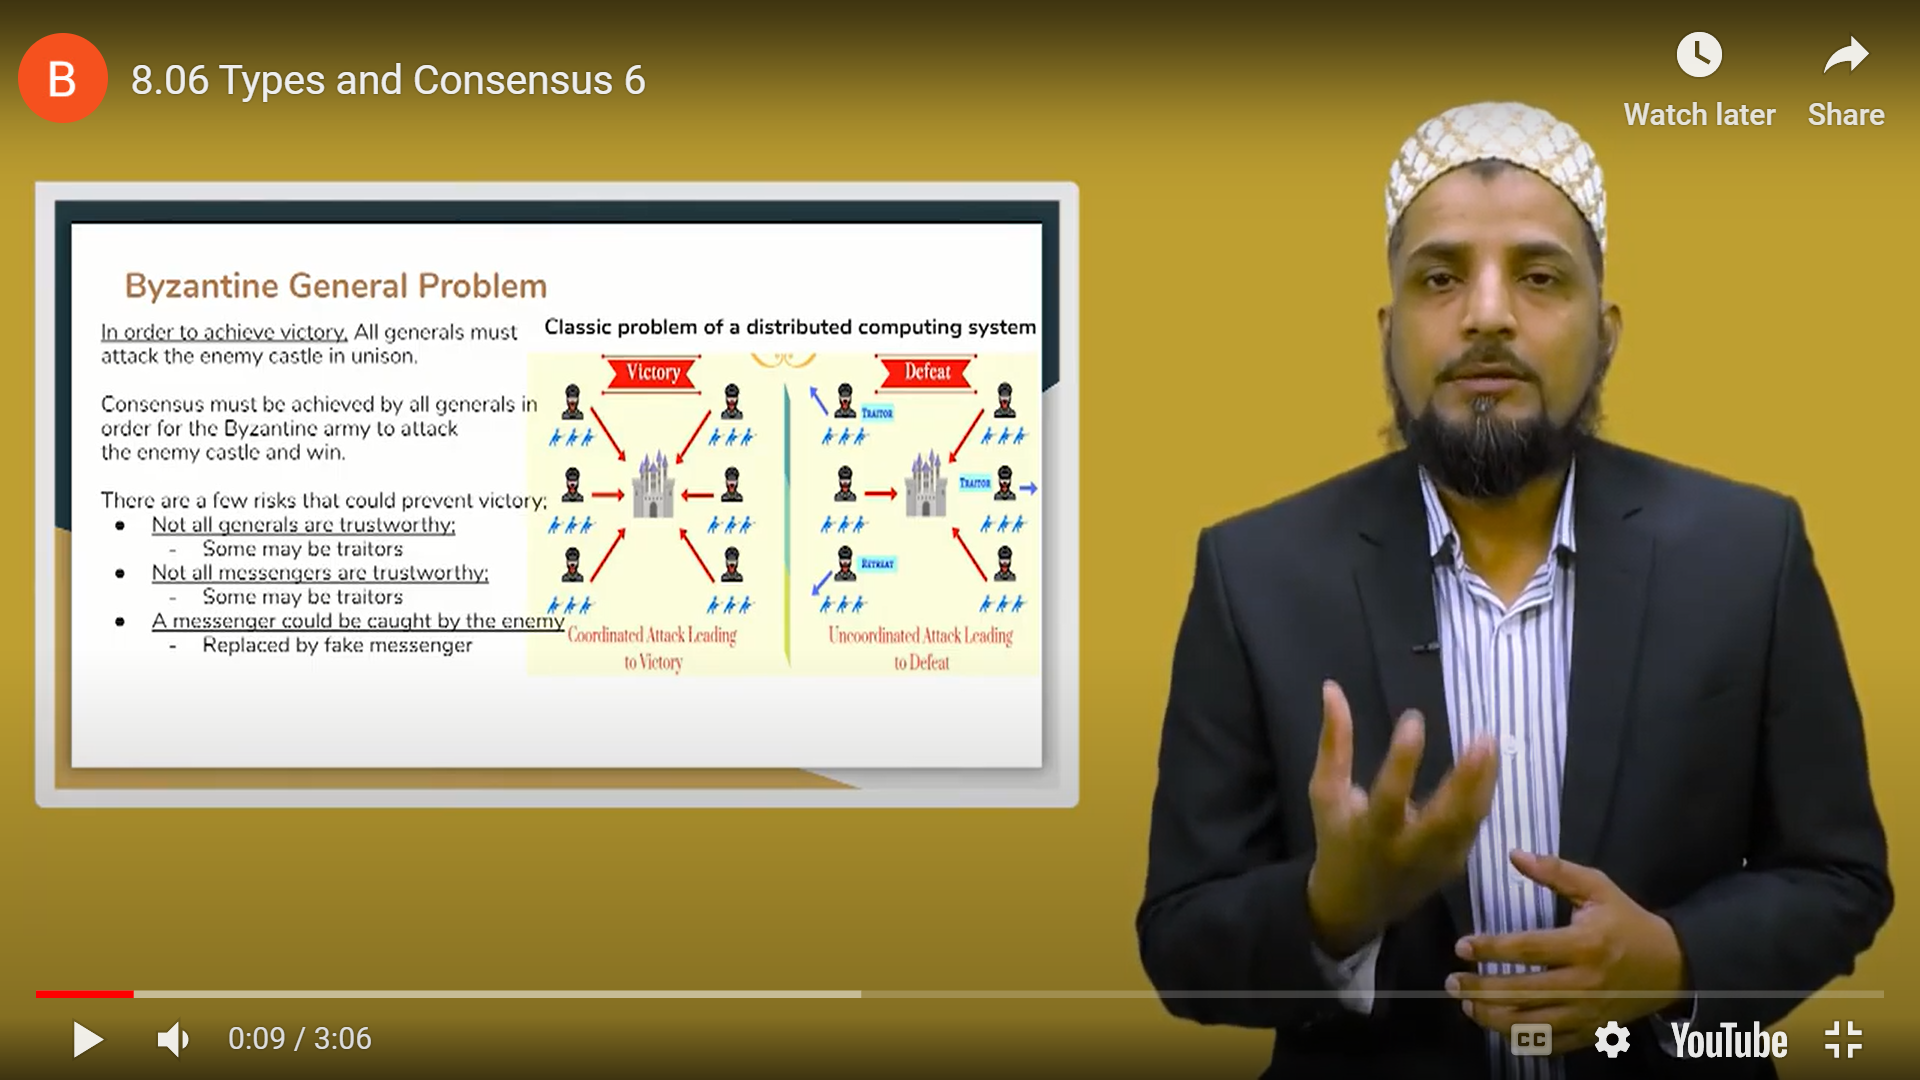 B
8.06 Types and Consensus 6
Watch later
Share
Byzantine General Problem
In order to achieve victory, All generals must
attack the enemy castle in unison.
Consensus must be achieved by all generals in
order for the Byzantine army to attack
the enemy castle and win.
There are a few risks that could prevent victory;
● Not all generals are trustworthy;
- Some may be traitors
● Not all messengers are trustworthy;
- Some may be traitors
● A messenger could be caught by the enemy
- Replaced by fake messenger
Classic problem of a distributed computing system
Victory
Coordinated Attack Leading
to Victory
Defeat
TRAITOR
TRAITOR
RETREAT
Uncoordinated Attack Leading
to Defeat
0:09 / 3:06
CC
YouTube